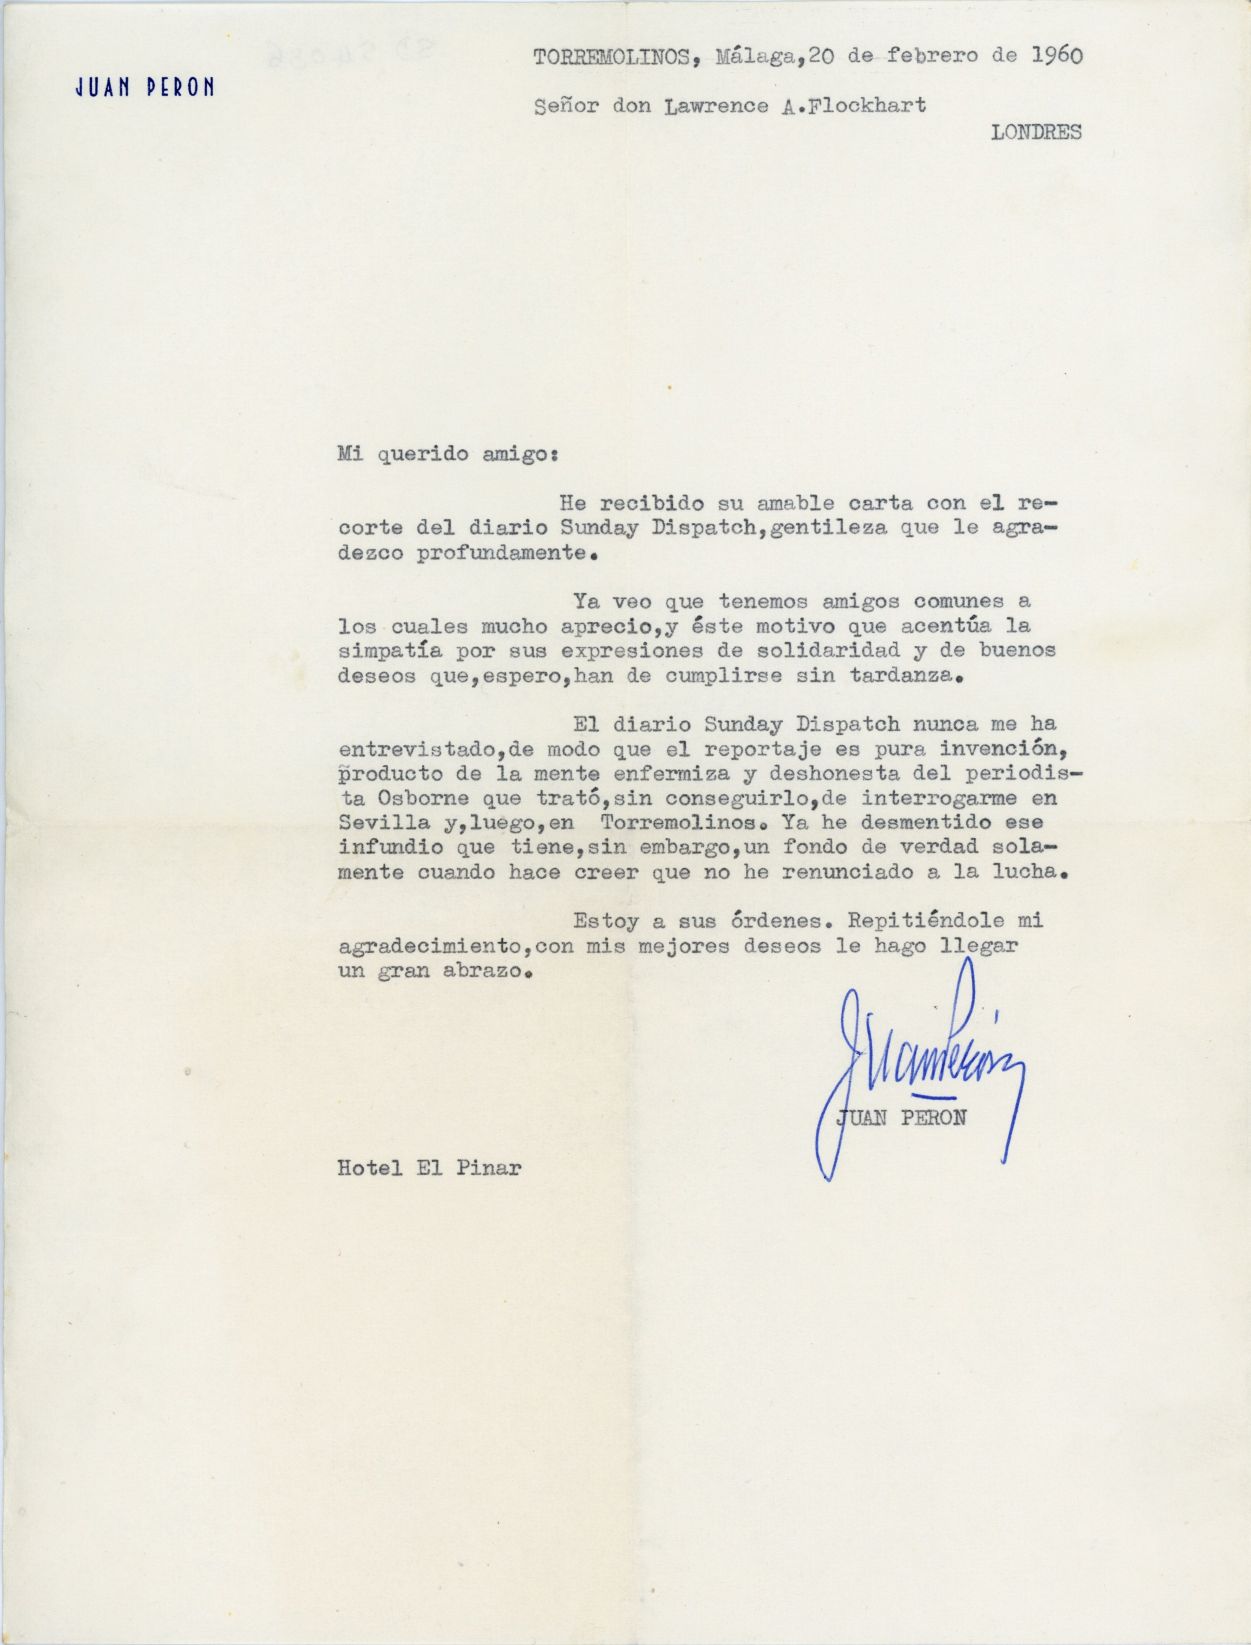 JUAN PERON
TORREMOLINOS, Málaga,20 de febrero de 1960
Señor don Lawrence A.Flockhart
LONDRES
Mi querido amigo:
He recibido su amable carta con el re-
corte del diario Sunday Dispatch,gentileza que le agra-
dezco profundamente.
Ya veo que tenemos amigos comunes a
los cuales mucho aprecio,y éste motivo que acentúa la
simpatía por sus expresiones de solidaridad y de buenos
deseos que,espero,han de cumplirse sin tardanza.
El diario Sunday Dispatch nunca me ha
entrevistado,de modo que el reportaje es pura invención,
producto de la mente enfermiza y deshonesta del periodis-
ta Osborne que trató,sin conseguirlo,de interrogarme en
Sevilla y,luego,en Torremolinos. Ya he desmentido ese
infundio que tiene,sin embargo,un fondo de verdad sola-
mente cuando hace creer que no he renunciado a la lucha.
Estoy a sus órdenes. Repitiéndole mi
agradecimiento,con mis mejores deseos le hago llegar
un gran abrazo.
Juan Perón
JUAN PERON
Hotel El Pinar